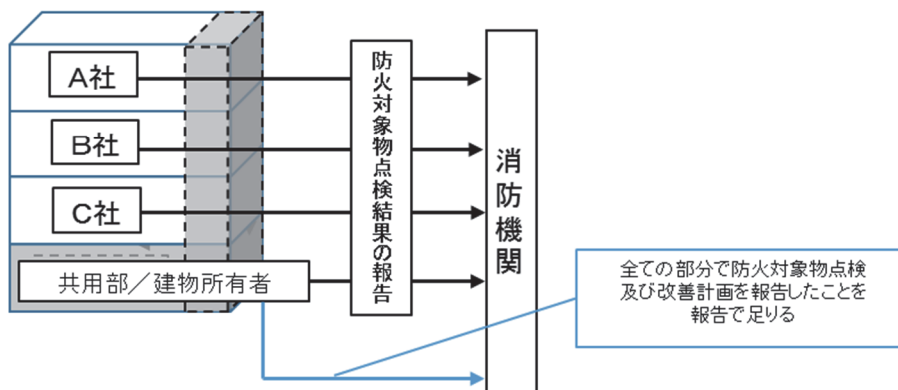 A社
B社
C社
共用部／建物所有者
防火対象物点検結果の報告
消防機関
全ての部分で防火対象物点検
及び改善計画を報告したことを
報告で足りる